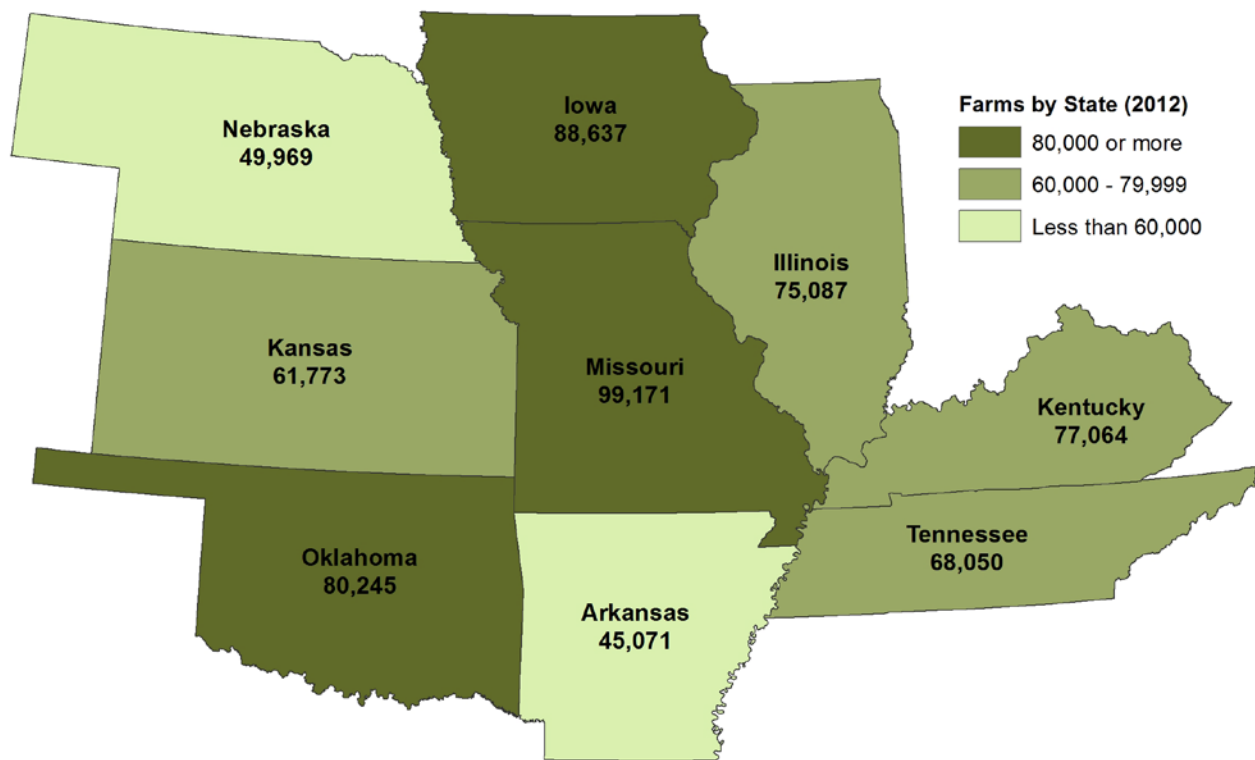 Iowa
88,637
Farms by State (2012)
80,000 or more
60,000 - 79,999
Less than 60,000
Nebraska
49,969
Illinois
75,087
Kansas
61,773
Missouri
99,171
Kentucky
77,064
Oklahoma
80,245
Tennessee
68,050
Arkansas
45,071